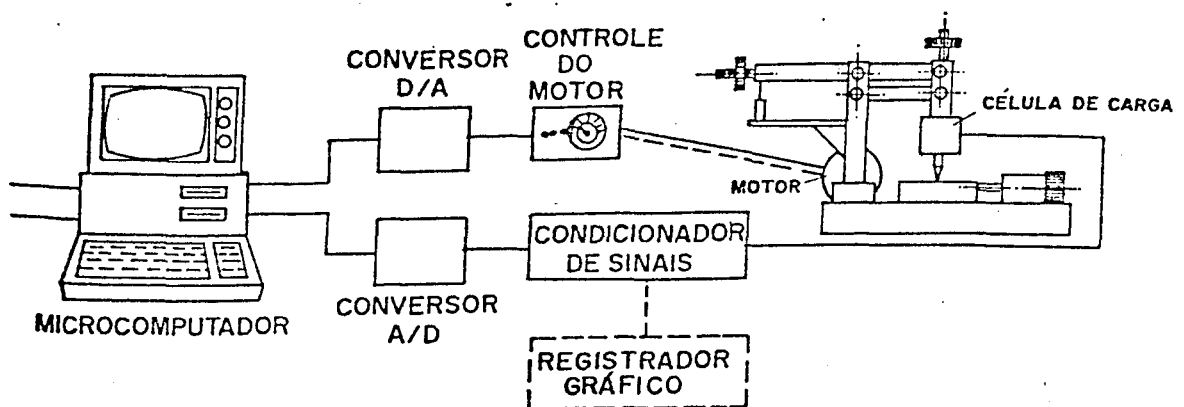 CONVERSOR
D/A
CONTROLE
DO
MOTOR
CÉLULA DE CARGA
MOTOR
CONDICIONADOR
DE SINAIS
MICROCOMPUTADOR
CONVERSOR
A/D
REGISTRADOR
GRÁFICO